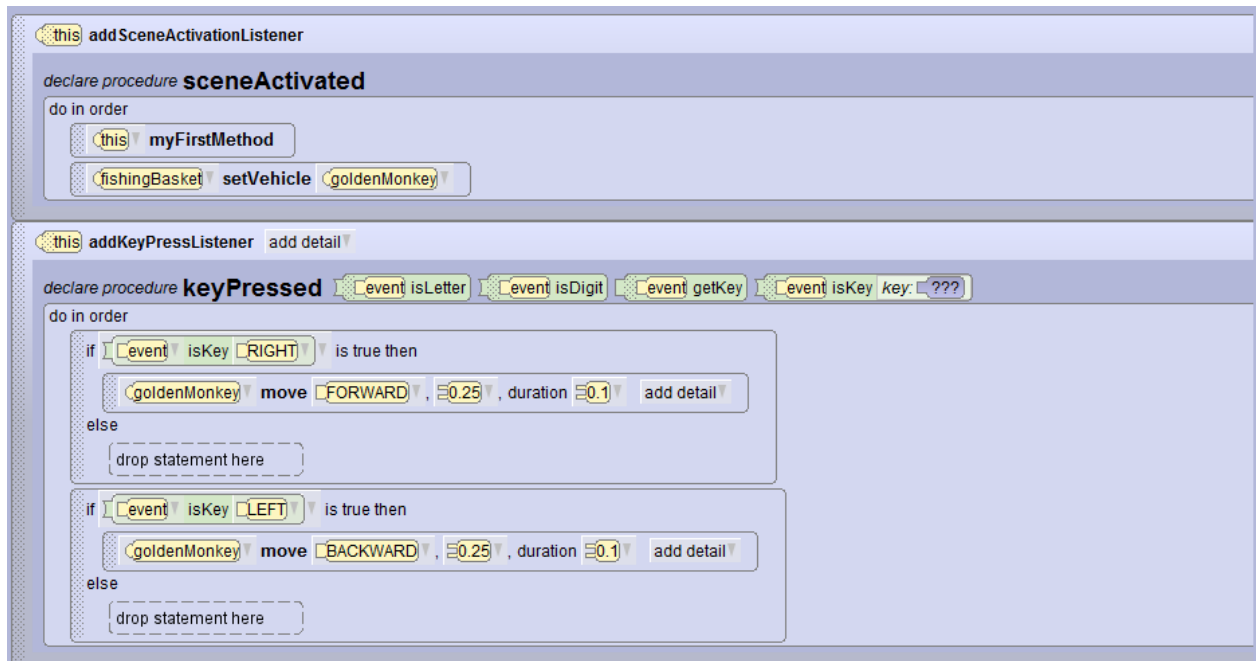 this addSceneActivationListener
declare procedure sceneActivated
do in order
this myFirstMethod
fishingBasket setVehicle goldenMonkey
this addKeyPressListener add detail
declare procedure keyPressed event isLetter event isDigit event getKey event isKey key: ???
do in order
if event isKey RIGHT is true then
goldenMonkey move FORWARD , 0.25 , duration 0.1 add detail
else
drop statement here
if event isKey LEFT is true then
goldenMonkey move BACKWARD , 0.25 , duration 0.1 add detail
else
drop statement here